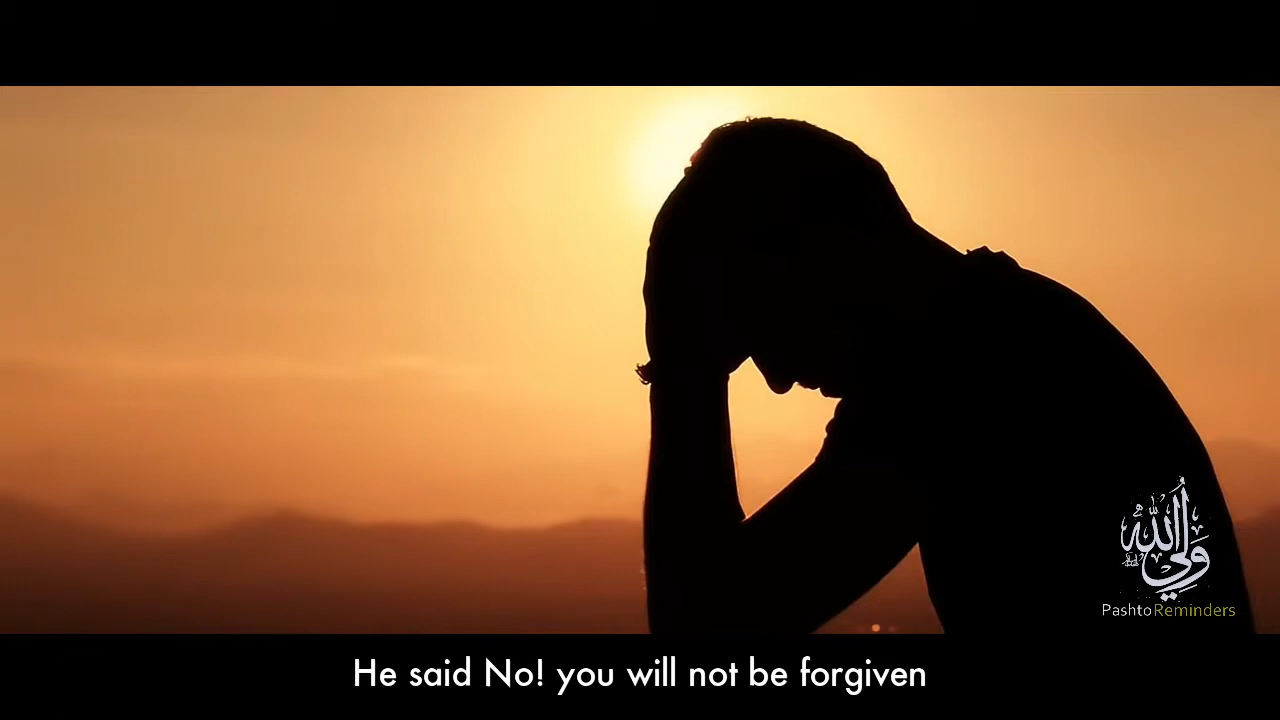 ولي الله
PashtoReminders
He said No! you will not be forgiven